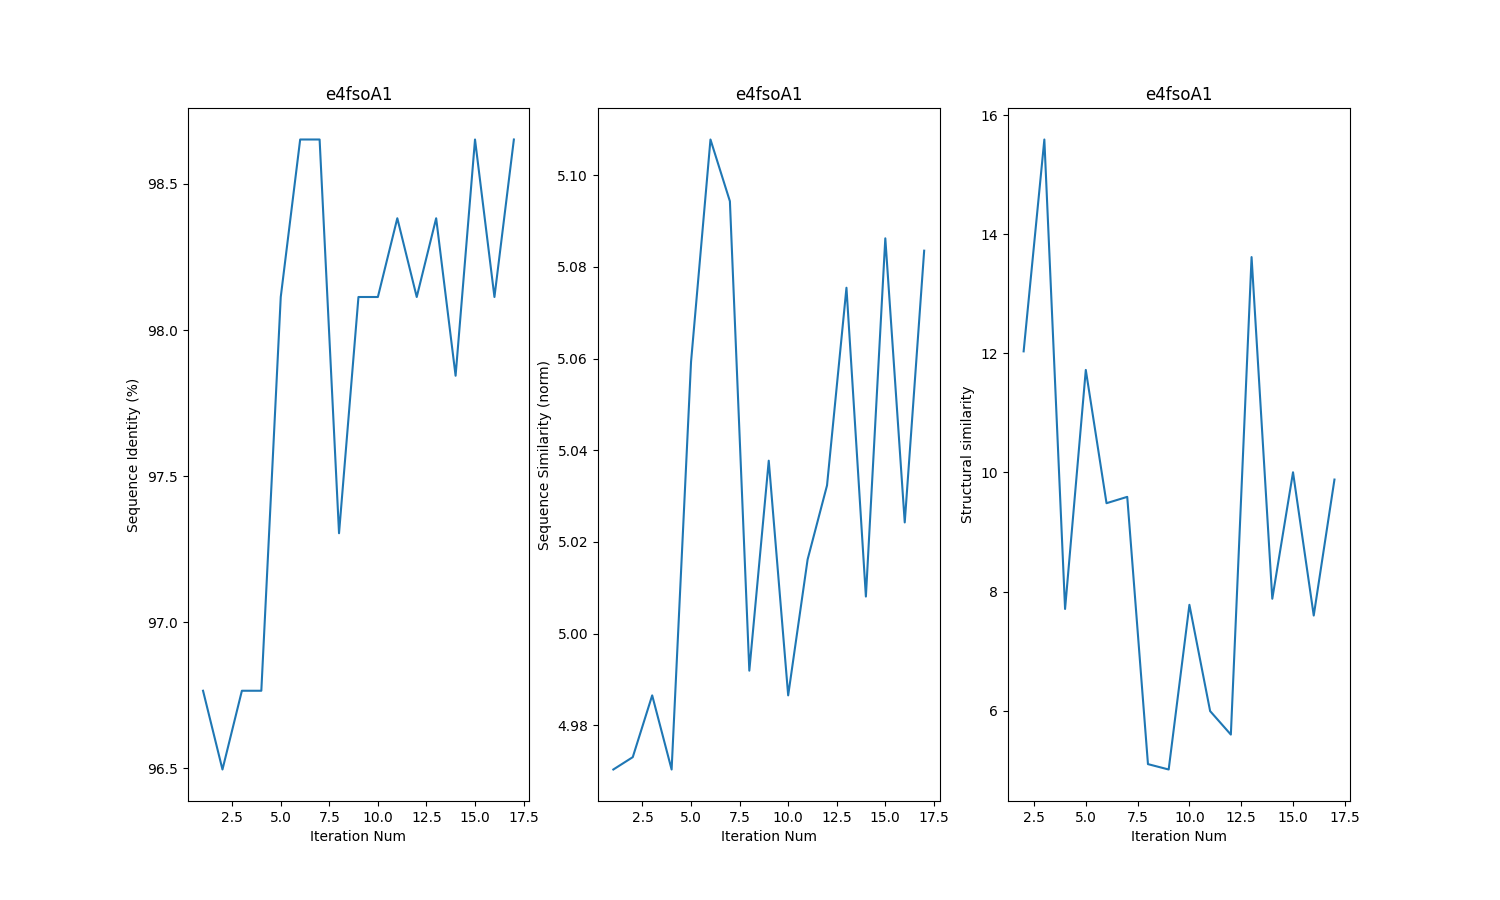 e4fsoA1
98.5
98.0
97.5
97.0
96.5
Sequence Identity (%)
2.5 5.0 7.5 10.0 12.5 15.0 17.5
Iteration Num
e4fsoA1
5.10
5.08
5.06
5.04
5.02
5.00
4.98
Sequence Similarity (norm)
2.5 5.0 7.5 10.0 12.5 15.0 17.5
Iteration Num
e4fsoA1
16
14
12
10
8
6
Structural similarity
2.5 5.0 7.5 10.0 12.5 15.0 17.5
Iteration Num